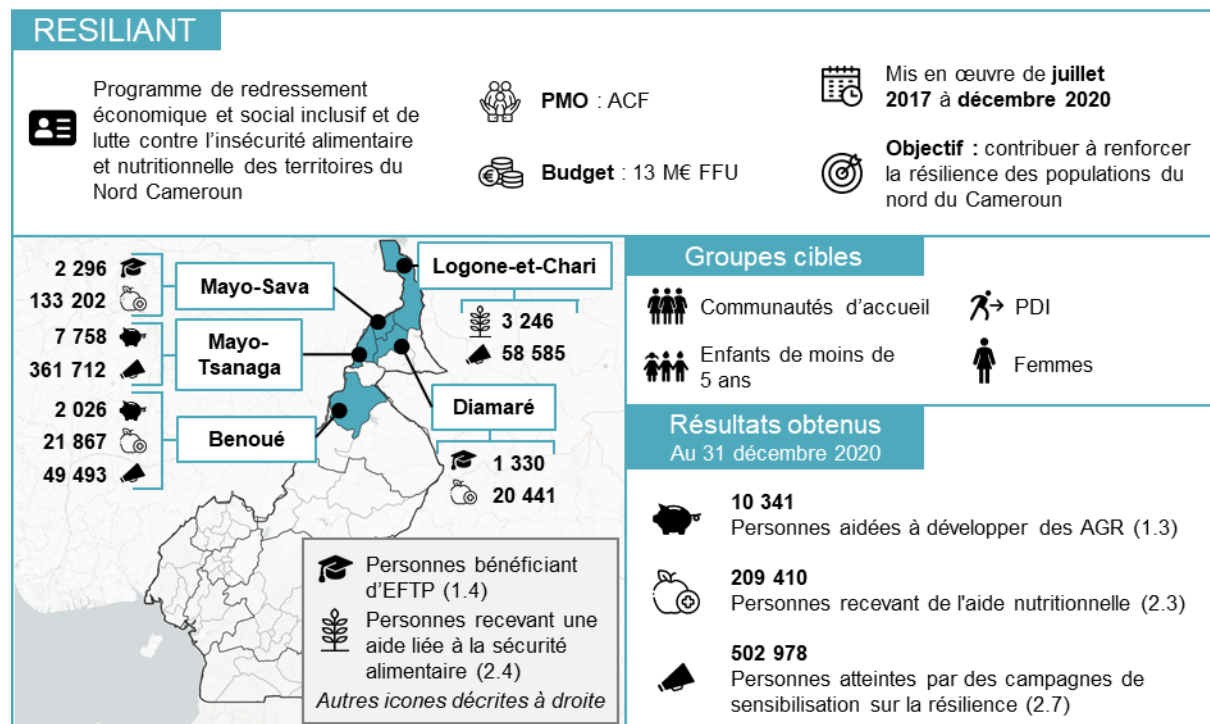 RESILIANT
Programme de redressement
économique et social inclusif et de
lutte contre l'insécurité alimentaire
et nutritionnelle des territoires du
Nord Cameroun
PMO : ACF
Budget : 13 M€ FFU
Mis en œuvre de juillet
2017 à décembre 2020
Objectif : contribuer à renforcer
la résilience des populations du
nord du Cameroun
2 296
133 202
Mayo-Sava
7 758
361 712
Mayo-
Tsanaga
2 026
21 867
49 493
Benoué
Logone-et-Chari
3 246
58 585
Diamaré
1 330
20 441
Personnes bénéficiant
d'EFTP (1.4)
Personnes recevant une
aide liée à la sécurité
alimentaire (2.4)
Autres icones décrites à droite
Groupes cibles
Communautés d'accueil
PDI
Enfants de moins de
5 ans
Femmes
Résultats obtenus
Au 31 décembre 2020
10 341
Personnes aidées à développer des AGR (1.3)
209 410
Personnes recevant de l'aide nutritionnelle (2.3)
502 978
Personnes atteintes par des campagnes de
sensibilisation sur la résilience (2.7)